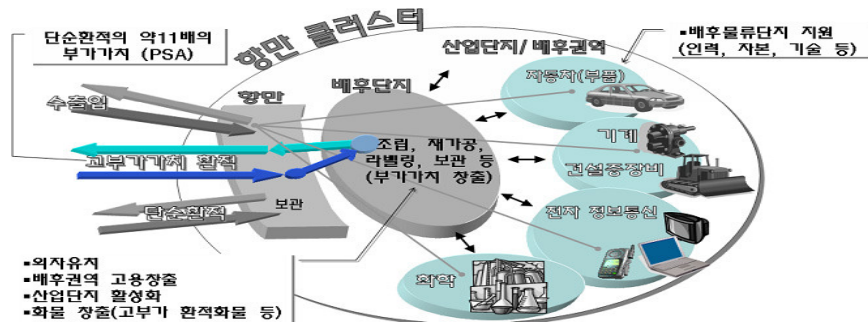 단순환적의 약11배의
부가가치 (PSA)
항만 클러스터
산업단지/배후권역
▪배후물류단지 지원
(인력, 자본, 기술 등)
수출입
항만
배후단지
자동차(부품)
고부가가치 환적
조립, 재가공,
라벨링, 보관 등
(부가가치 창출)
기계
건설중장비
단순환적
보관
전자 정보통신
화학
▪외자유치
▪배후권역 고용창출
▪산업단지 활성화
▪화물 창출(고부가 환적화물 등)